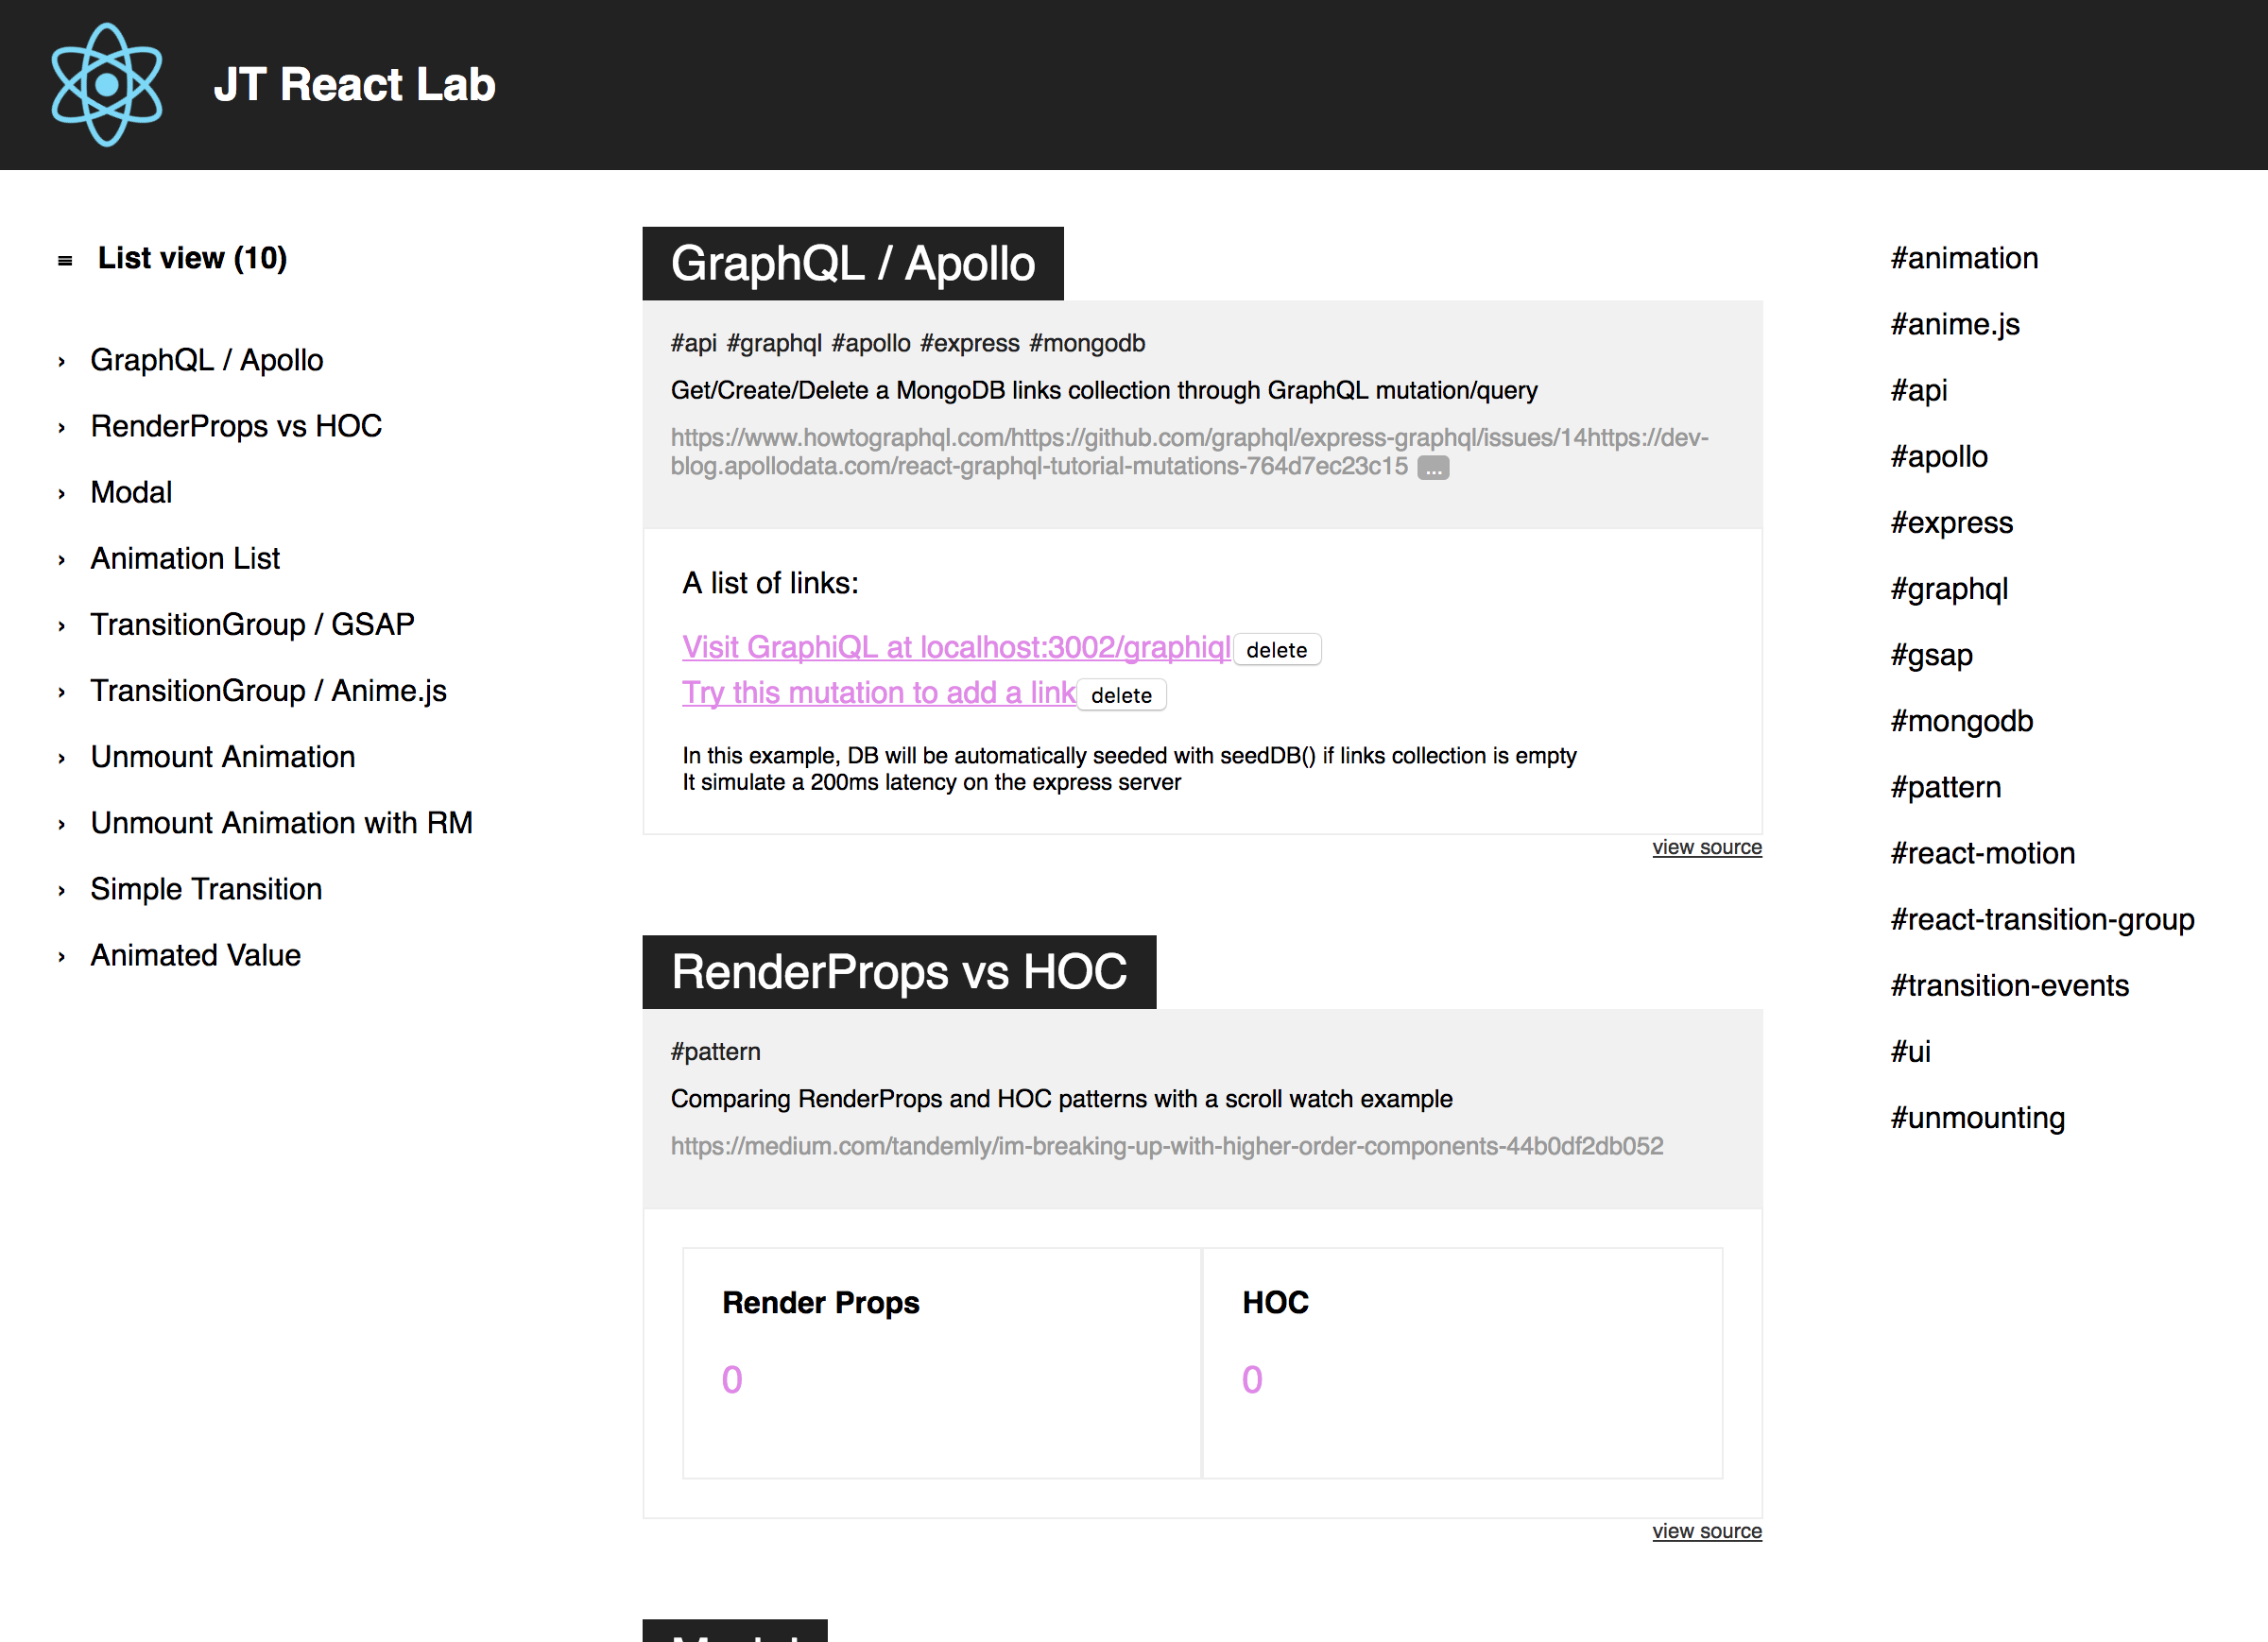 JT React Lab
≡ List view (10)
› GraphQL / Apollo
› RenderProps vs HOC
› Modal
› Animation List
› TransitionGroup / GSAP
› TransitionGroup / Anime.js
› Unmount Animation
› Unmount Animation with RM
› Simple Transition
› Animated Value
GraphQL / Apollo
#api #graphql #apollo #express #mongodb
Get/Create/Delete a MongoDB links collection through GraphQL mutation/query
https://www.howtographql.com/https://github.com/graphql/express-graphql/issues/14https://dev-
blog.apollodata.com/react-graphql-tutorial-mutations-764d7ec23c15 ...
A list of links:
Visit GraphiQL at localhost:3002/graphiql delete
Try this mutation to add a link delete
In this example, DB will be automatically seeded with seedDB() if links collection is empty
It simulate a 200ms latency on the express server
view source
RenderProps vs HOC
#pattern
Comparing RenderProps and HOC patterns with a scroll watch example
https://medium.com/tandemly/im-breaking-up-with-higher-order-components-44b0df2db052
Render Props
0
HOC
0
view source
#animation
#anime.js
#api
#apollo
#express
#graphql
#gsap
#mongodb
#pattern
#react-motion
#react-transition-group
#transition-events
#ui
#unmounting